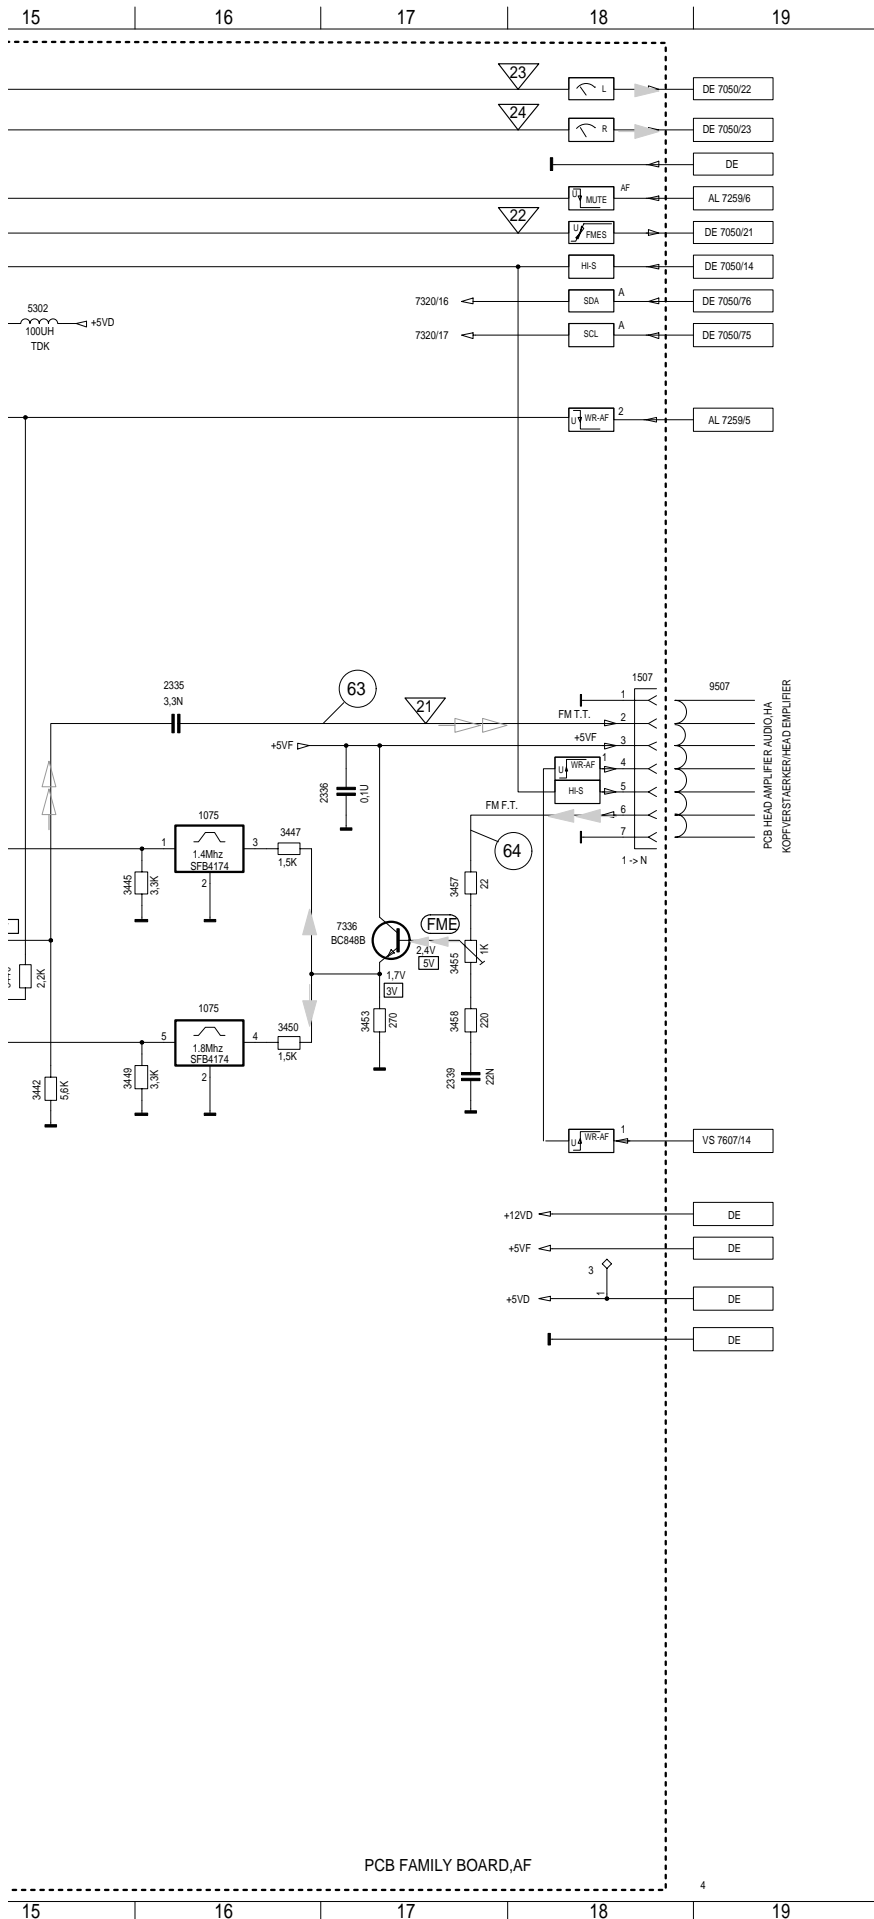 15 16 17 18 19
23
L DE 7050/22
24
R DE 7050/23
DE
U MUTE AF AL 7259/6
22
U FMES DE 7050/21
HI-S DE 7050/14
7320/16 SDA A DE 7050/76
5302
100UH
TDK
+5VD
7320/17 SCL A DE 7050/75
U WR-AF 2 AL 7259/5
2335
3,3N
63
21
1507
9507
1
FM T.T. 2
+5VF
+5VF 3
U WR-AF 1 4
HI-S 5
FM F.T. 6
7
1 -> N
PCB HEAD AMPLIFIER AUDIO,HA
KOPFVERSTAERKER/HEAD EMPLIFIER
2336
0,1U
64
1075
1 3
1.4Mhz
SFB4174
2
3447
1,5K
3445
3,3K
3457
22
7336
BC848B
FME
2,4V
5V
1,7V
3V
3455
1K
2,2K
3453
270
3458
220
1075
5 4
1.8Mhz
SFB4174
2
3450
1,5K
3442
5,6K
3449
3,3K
2339
22N
U WR-AF 1 VS 7607/14
+12VD DE
+5VF DE
3
1
+5VD DE
DE
PCB FAMILY BOARD,AF
4
15 16 17 18 19